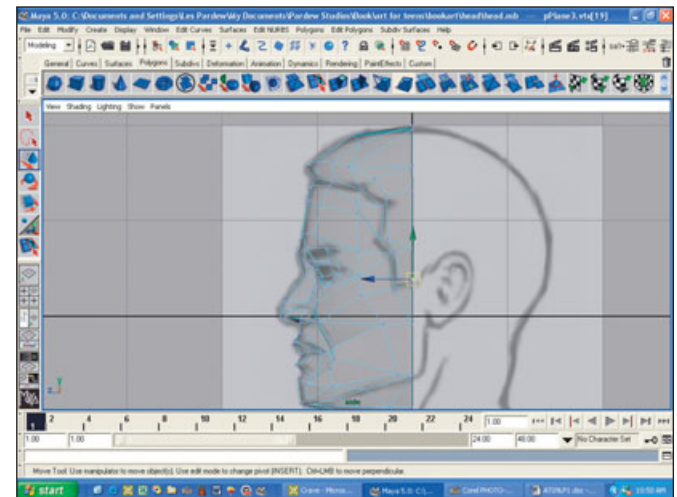 Maya 5.0: C:\Documents and Settings\Les Pardew\My Documents\Pardew Studios\Book\art for teens\bookart\head\head.mb --- pPlane3.vtx[19]
File Edit Modify Create Display Window Edit Curves Surfaces Edit NURBS Polygons Edit Polygons Subdiv Surfaces Help
Modeling
General Curves Surfaces Polygons Subdivs Deformation Animation Dynamics Rendering PaintEffects Custom
View Shading Lighting Show Panels
side
2 4 6 8 10 12 14 16 18 20 22 24 1.00
1.00 1.00 24.00 48.00 No Character Set
Move Tool: Use manipulator to move object(s). Use edit mode to change pivot (INSERT). Ctrl+LMB to move perpendicular.
start Maya 5.0: C:\... Corel PHOTO-... 10:50 AM